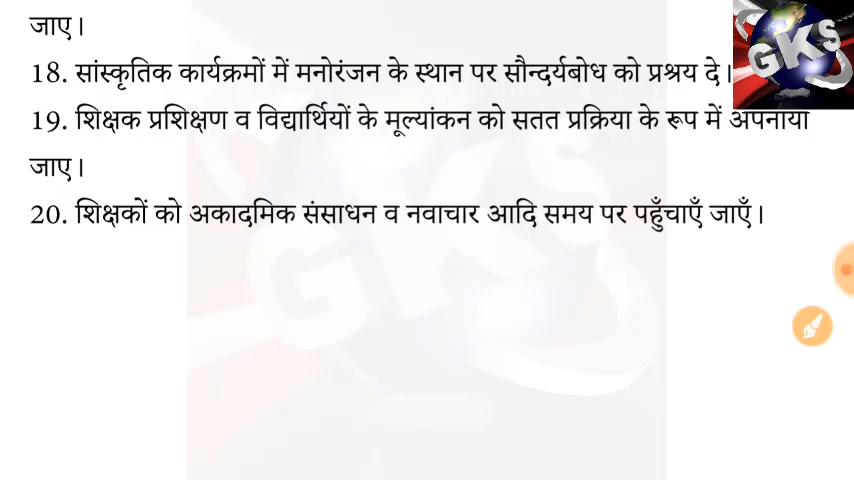 जाए।
18. सांस्कृतिक कार्यक्रमों में मनोरंजन के स्थान पर सौन्दर्यबोध को प्रश्रय दे।
19. शिक्षक प्रशिक्षण व विद्यार्थियों के मूल्यांकन को सतत प्रक्रिया के रूप में अपनाया
जाए।
20. शिक्षकों को अकादमिक संसाधन व नवाचार आदि समय पर पहुँचाएँ जाएँ।
GKS
GKS